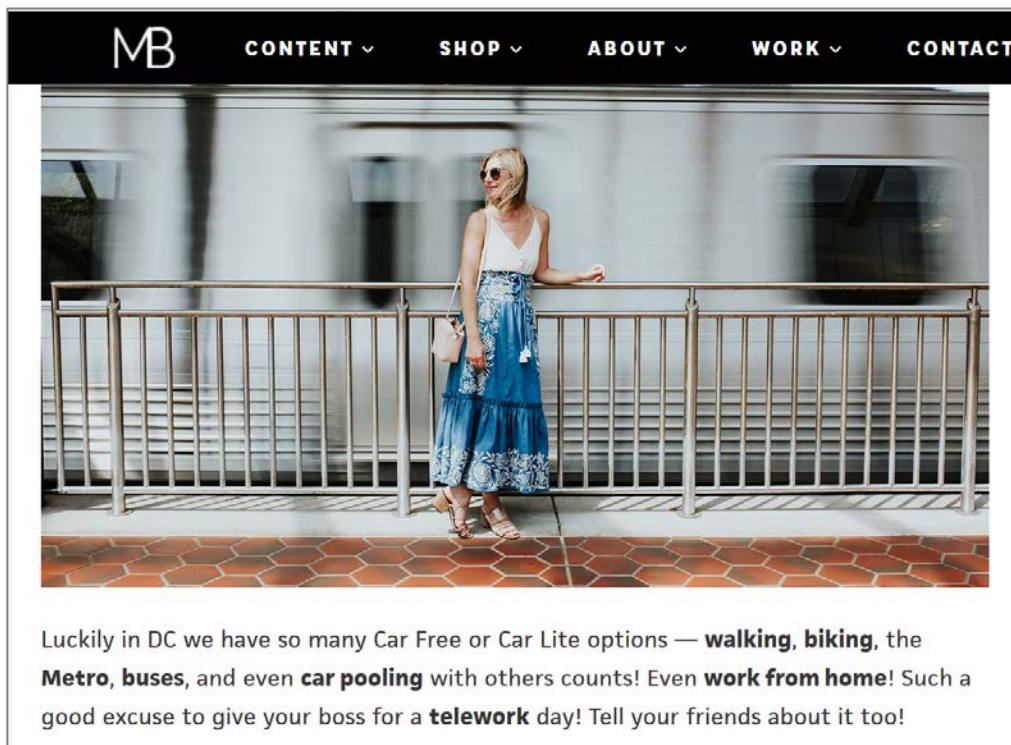 MB CONTENT SHOP ABOUT WORK CONTACT
Luckily in DC we have so many Car Free or Car Lite options — walking, biking, the
Metro, buses, and even car pooling with others counts! Even work from home! Such a
good excuse to give your boss for a telework day! Tell your friends about it too!